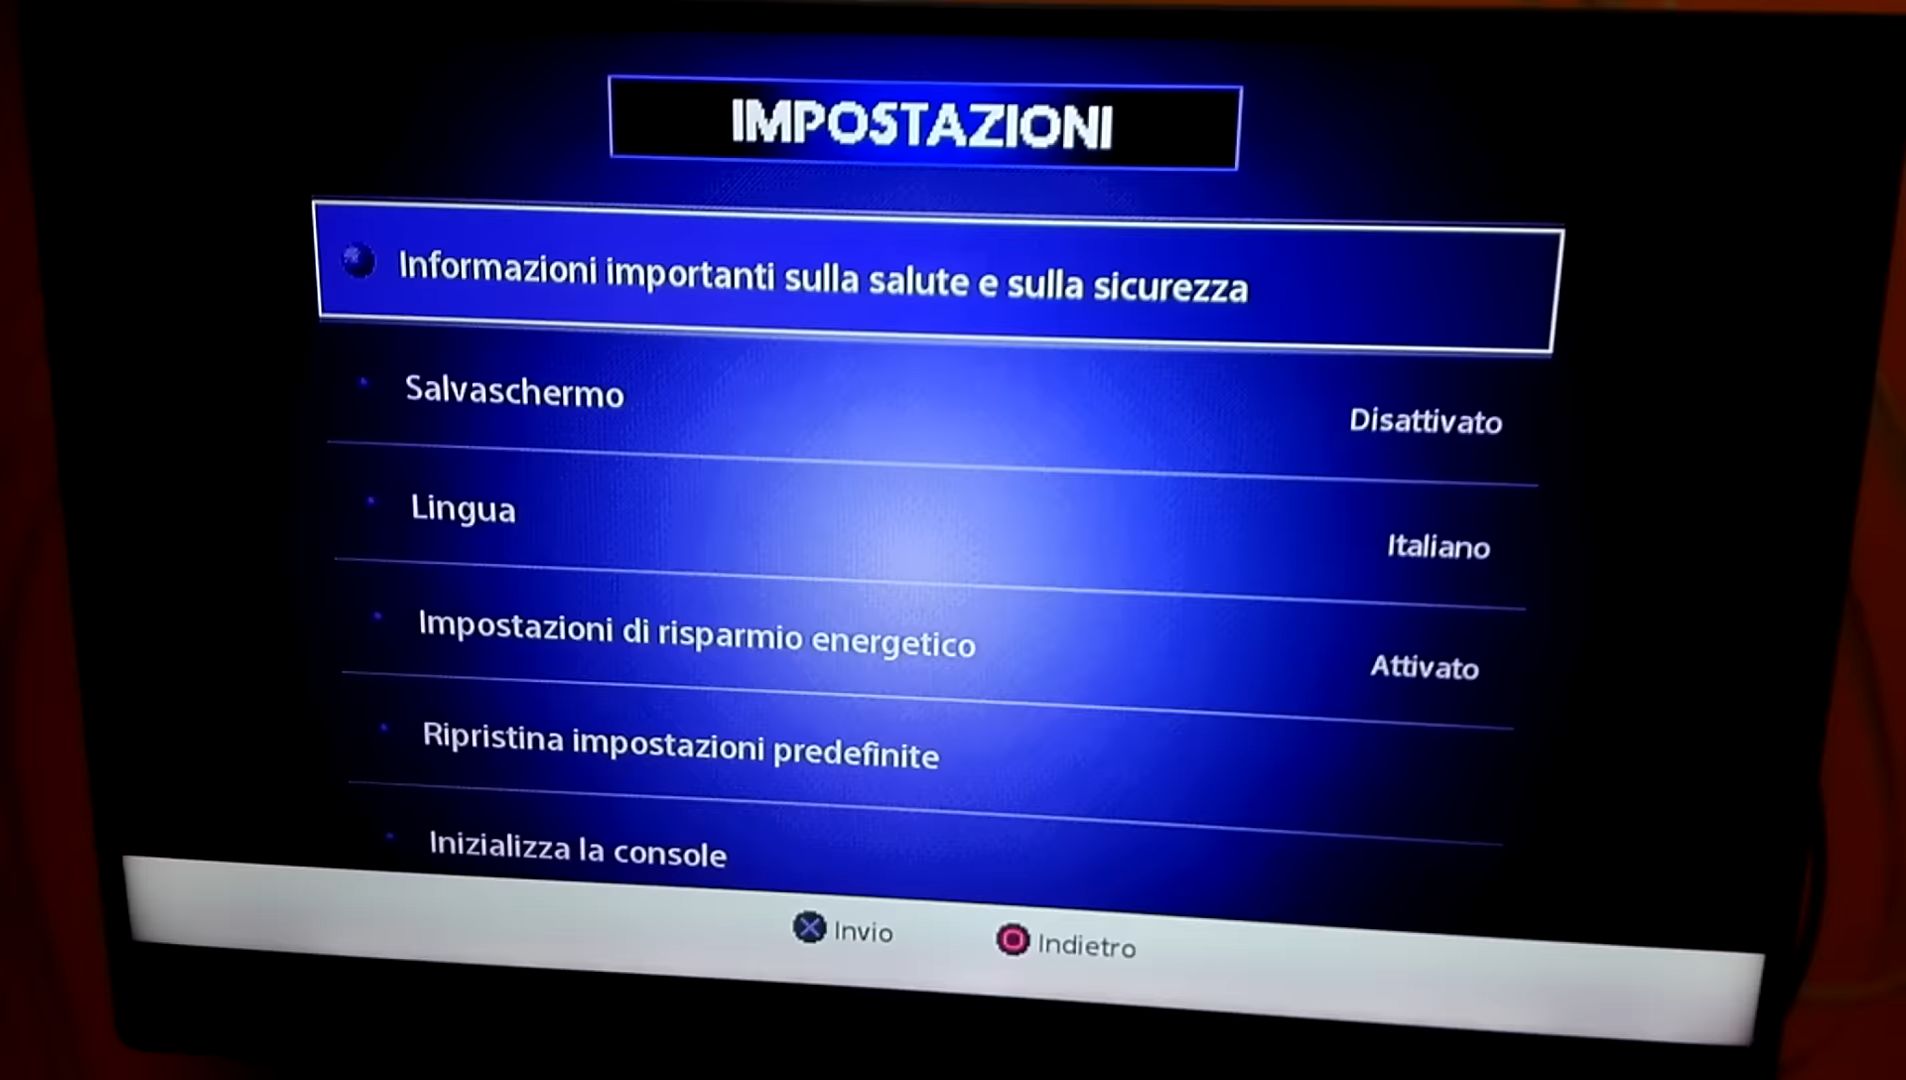 IMPOSTAZIONI
Informazioni importanti sulla salute e sulla sicurezza
Salvaschermo
Disattivato
Lingua
Italiano
Impostazioni di risparmio energetico
Attivato
Ripristina impostazioni predefinite
Inizializza la console
Invio
Indietro